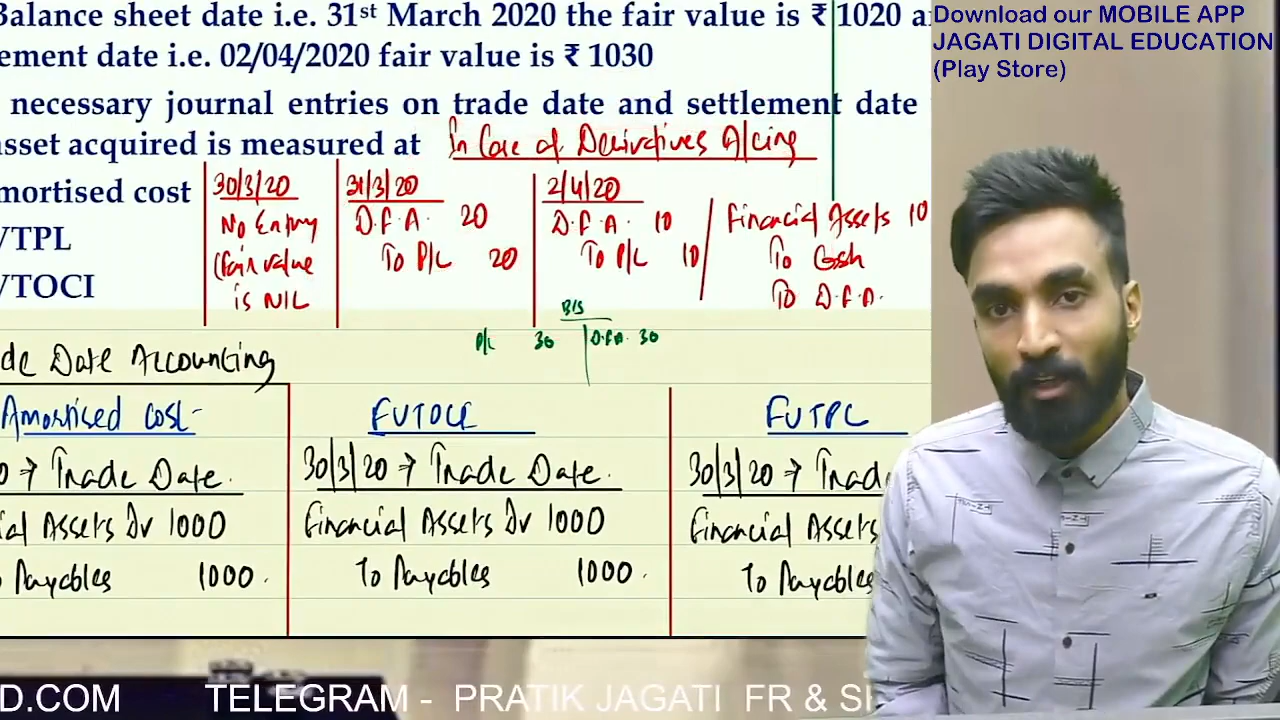 Balance sheet date i.e. 31st March 2020 the fair value is ₹ 1020 a
ement date i.e. 02/04/2020 fair value is ₹ 1030
necessary journal entries on trade date and settlement date
asset acquired is measured at In Case of Derivatives A/cing
mortised cost
VTPL
VTOCI
30/3/20
No Entry
(Fair value
is NIL
31/3/20
D.F.A. 20
To P/L 20
2/4/20
D.F.A. 10
To P/L 10
Financial Assets 10
To Cash
To D.F.A.
B/S
P/L 30 D.F.A. 30
de Date Accounting
Amortised cost
0 → Trade Date.
ial Assets Dr 1000
o Payables 1000.
FVTOCI
30/3/20 → Trade Date.
Financial Assets Dr 1000
To Payables 1000.
FVTPL
30/3/20 → Trad
Financial Assets
To Payable
Download our MOBILE APP
JAGATI DIGITAL EDUCATION
(Play Store)
D.COM TELEGRAM - PRATIK JAGATI FR & S